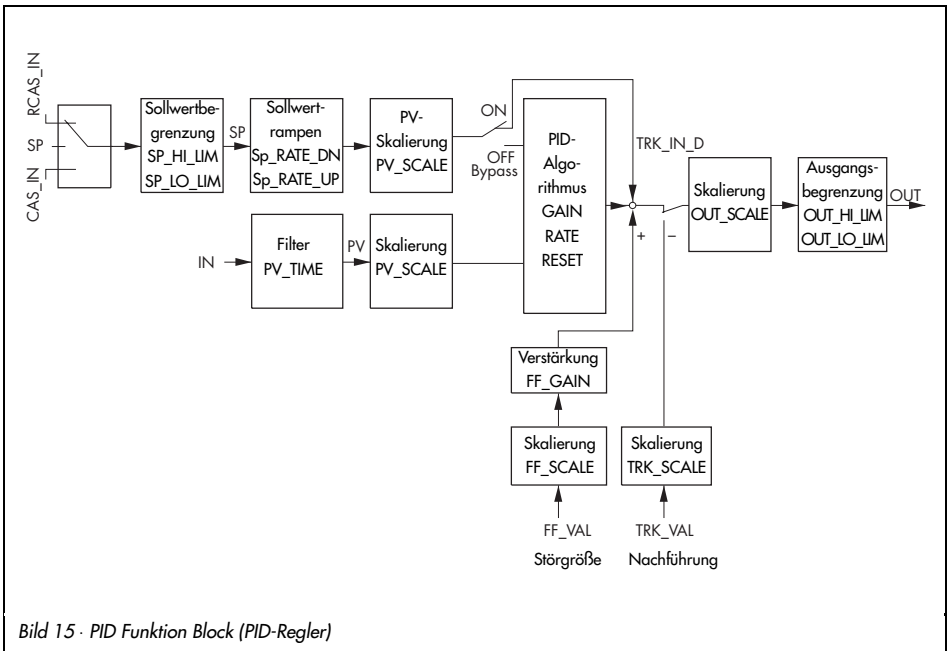 RCAS_IN
SP
CAS_IN
Sollwertbe-
grenzung
SP_HI_LIM
SP_LO_LIM
SP
Sollwert-
rampen
Sp_RATE_DN
Sp_RATE_UP
PV-
Skalierung
PV_SCALE
ON
OFF
Bypass
PID-
Algo-
rithmus
GAIN
RATE
RESET
TRK_IN_D
+
–
Skalierung
OUT_SCALE
Ausgangs-
begrenzung
OUT_HI_LIM
OUT_LO_LIM
OUT
IN
Filter
PV_TIME
PV
Skalierung
PV_SCALE
Verstärkung
FF_GAIN
Skalierung
FF_SCALE
Skalierung
TRK_SCALE
FF_VAL
TRK_VAL
Störgröße
Nachführung
Bild 15 · PID Funktion Block (PID-Regler)